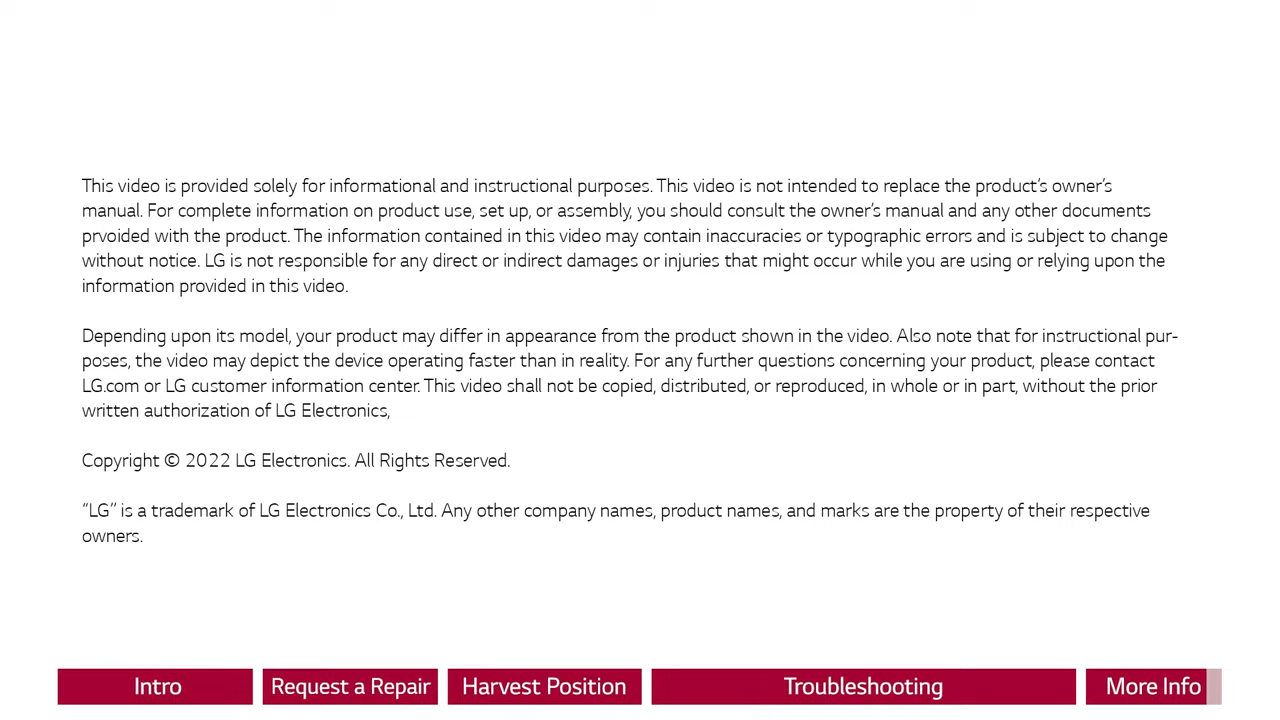 This video is provided solely for informational and instructional purposes. This video is not intended to replace the product's owner's
manual. For complete information on product use, set up, or assembly, you should consult the owner's manual and any other documents
prvoided with the product. The information contained in this video may contain inaccuracies or typographic errors and is subject to change
without notice. LG is not responsible for any direct or indirect damages or injuries that might occur while you are using or relying upon the
information provided in this video.
Depending upon its model, your product may differ in appearance from the product shown in the video. Also note that for instructional pur-
poses, the video may depict the device operating faster than in reality. For any further questions concerning your product, please contact
LG.com or LG customer information center. This video shall not be copied, distributed, or reproduced, in whole or in part, without the prior
written authorization of LG Electronics,
Copyright © 2022 LG Electronics. All Rights Reserved.
“LG” is a trademark of LG Electronics Co., Ltd. Any other company names, product names, and marks are the property of their respective
owners.
Intro Request a Repair Harvest Position Troubleshooting More Info